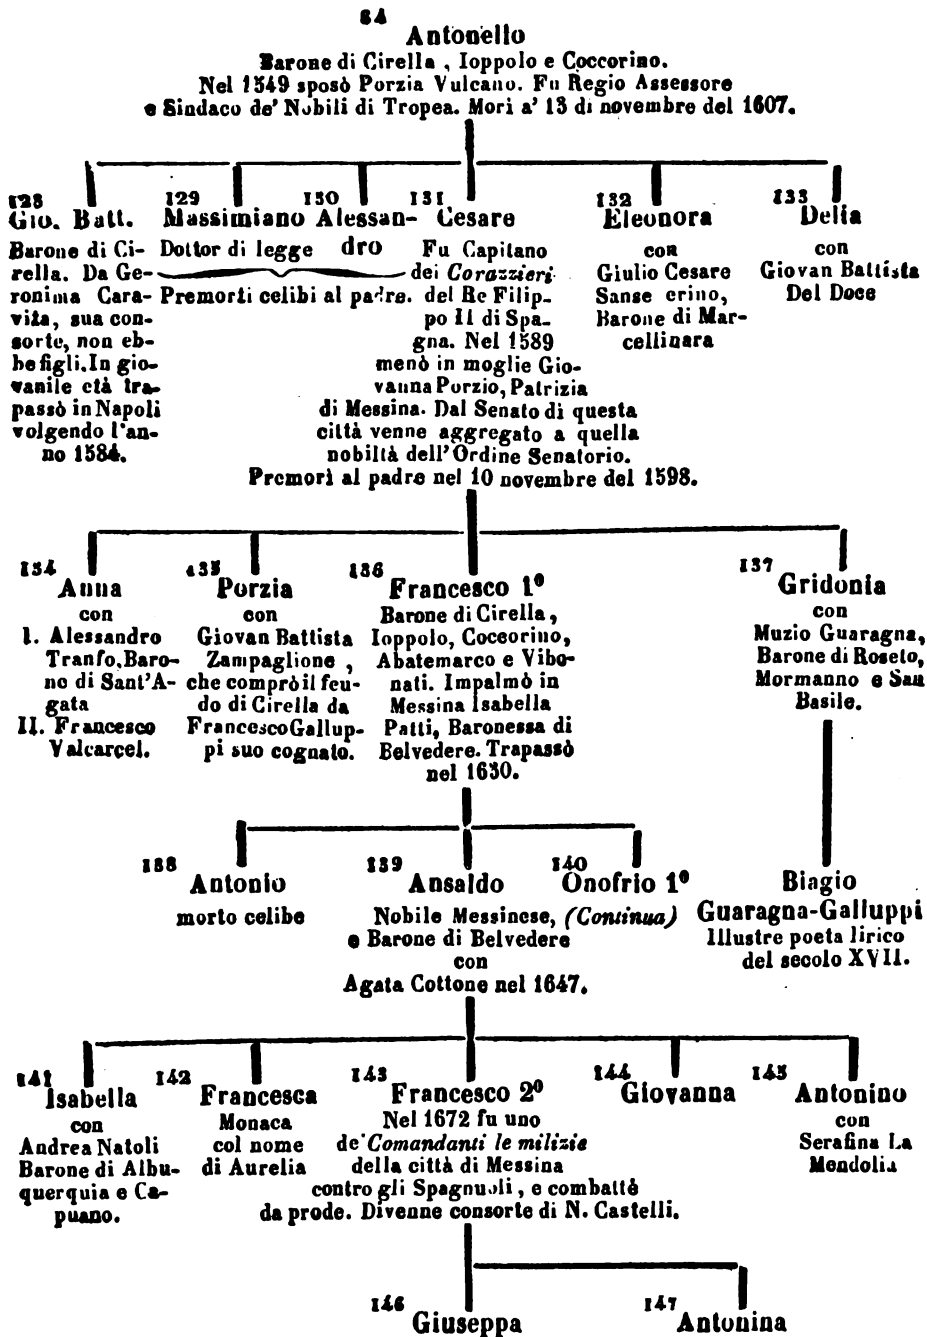 84
Antonello
Barone di Cirella, Ioppolo e Coccorino.
Nel 1549 sposò Porzia Vulcano. Fu Regio Assessore
e Sindaco de' Nobili di Tropea. Morì a' 13 di novembre del 1607.
128
Gio. Batt.
Barone di Ci-
rella. Da Ge-
ronima Cara-
vita, sua con-
sorte, non eb-
be figli. In gio-
vanile età tra-
passò in Napoli
volgendo l'an-
no 1584.
129
Massimiano
Dottor di legge
130
Alessan-
dro
Premorti celibi al padre.
131
Cesare
Fu Capitano
dei Corazzieri
del Re Filip-
po II di Spa-
gna. Nel 1589
menò in moglie Gio-
vanna Porzio, Patrizia
di Messina. Dal Senato di questa
città venne aggregato a quella
nobiltà dell'Ordine Senatorio.
Premorì al padre nel 10 novembre del 1598.
132
Eleonora
con
Giulio Cesare
Sanse erino,
Barone di Mar-
cellinara
133
Delia
con
Giovan Battista
Del Doce
134
Anna
con
I. Alessandro
Tranfo, Baro-
ne di Sant'A-
gata
II. Francesco
Valcarcel.
135
Porzia
con
Giovan Battista
Zampaglione,
che comprò il feu-
do di Cirella da
Francesco Gallup-
pi suo cognato.
136
Francesco 1º
Barone di Cirella,
Ioppolo, Coccorino,
Abatemarco e Vibo-
nati. Impalmò in
Messina Isabella
Patti, Baronessa di
Belvedere. Trapassò
nel 1630.
137
Gridonia
con
Muzio Guaragna,
Barone di Roseto,
Mormanno e San
Basile.
138
Antonio
morto celibe
139
Ansaldo
Nobile Messinese,
e Barone di Belvedere
con
Agata Cottone nel 1647.
140
Onofrio 1º
(Continua)
Biagio
Guaragna-Galluppi
Illustre poeta lirico
del secolo XVII.
141
Isabella
con
Andrea Natoli
Barone di Albu-
querquia e Ca-
puano.
142
Francesca
Monaca
col nome
di Aurelia
143
Francesco 2º
Nel 1672 fu uno
de' Comandanti le milizie
della città di Messina
contro gli Spagnuoli, e combattè
da prode. Divenne consorte di N. Castelli.
144
Giovanna
145
Antonino
con
Serafina La
Mendolia
146
Giuseppa
147
Antonina